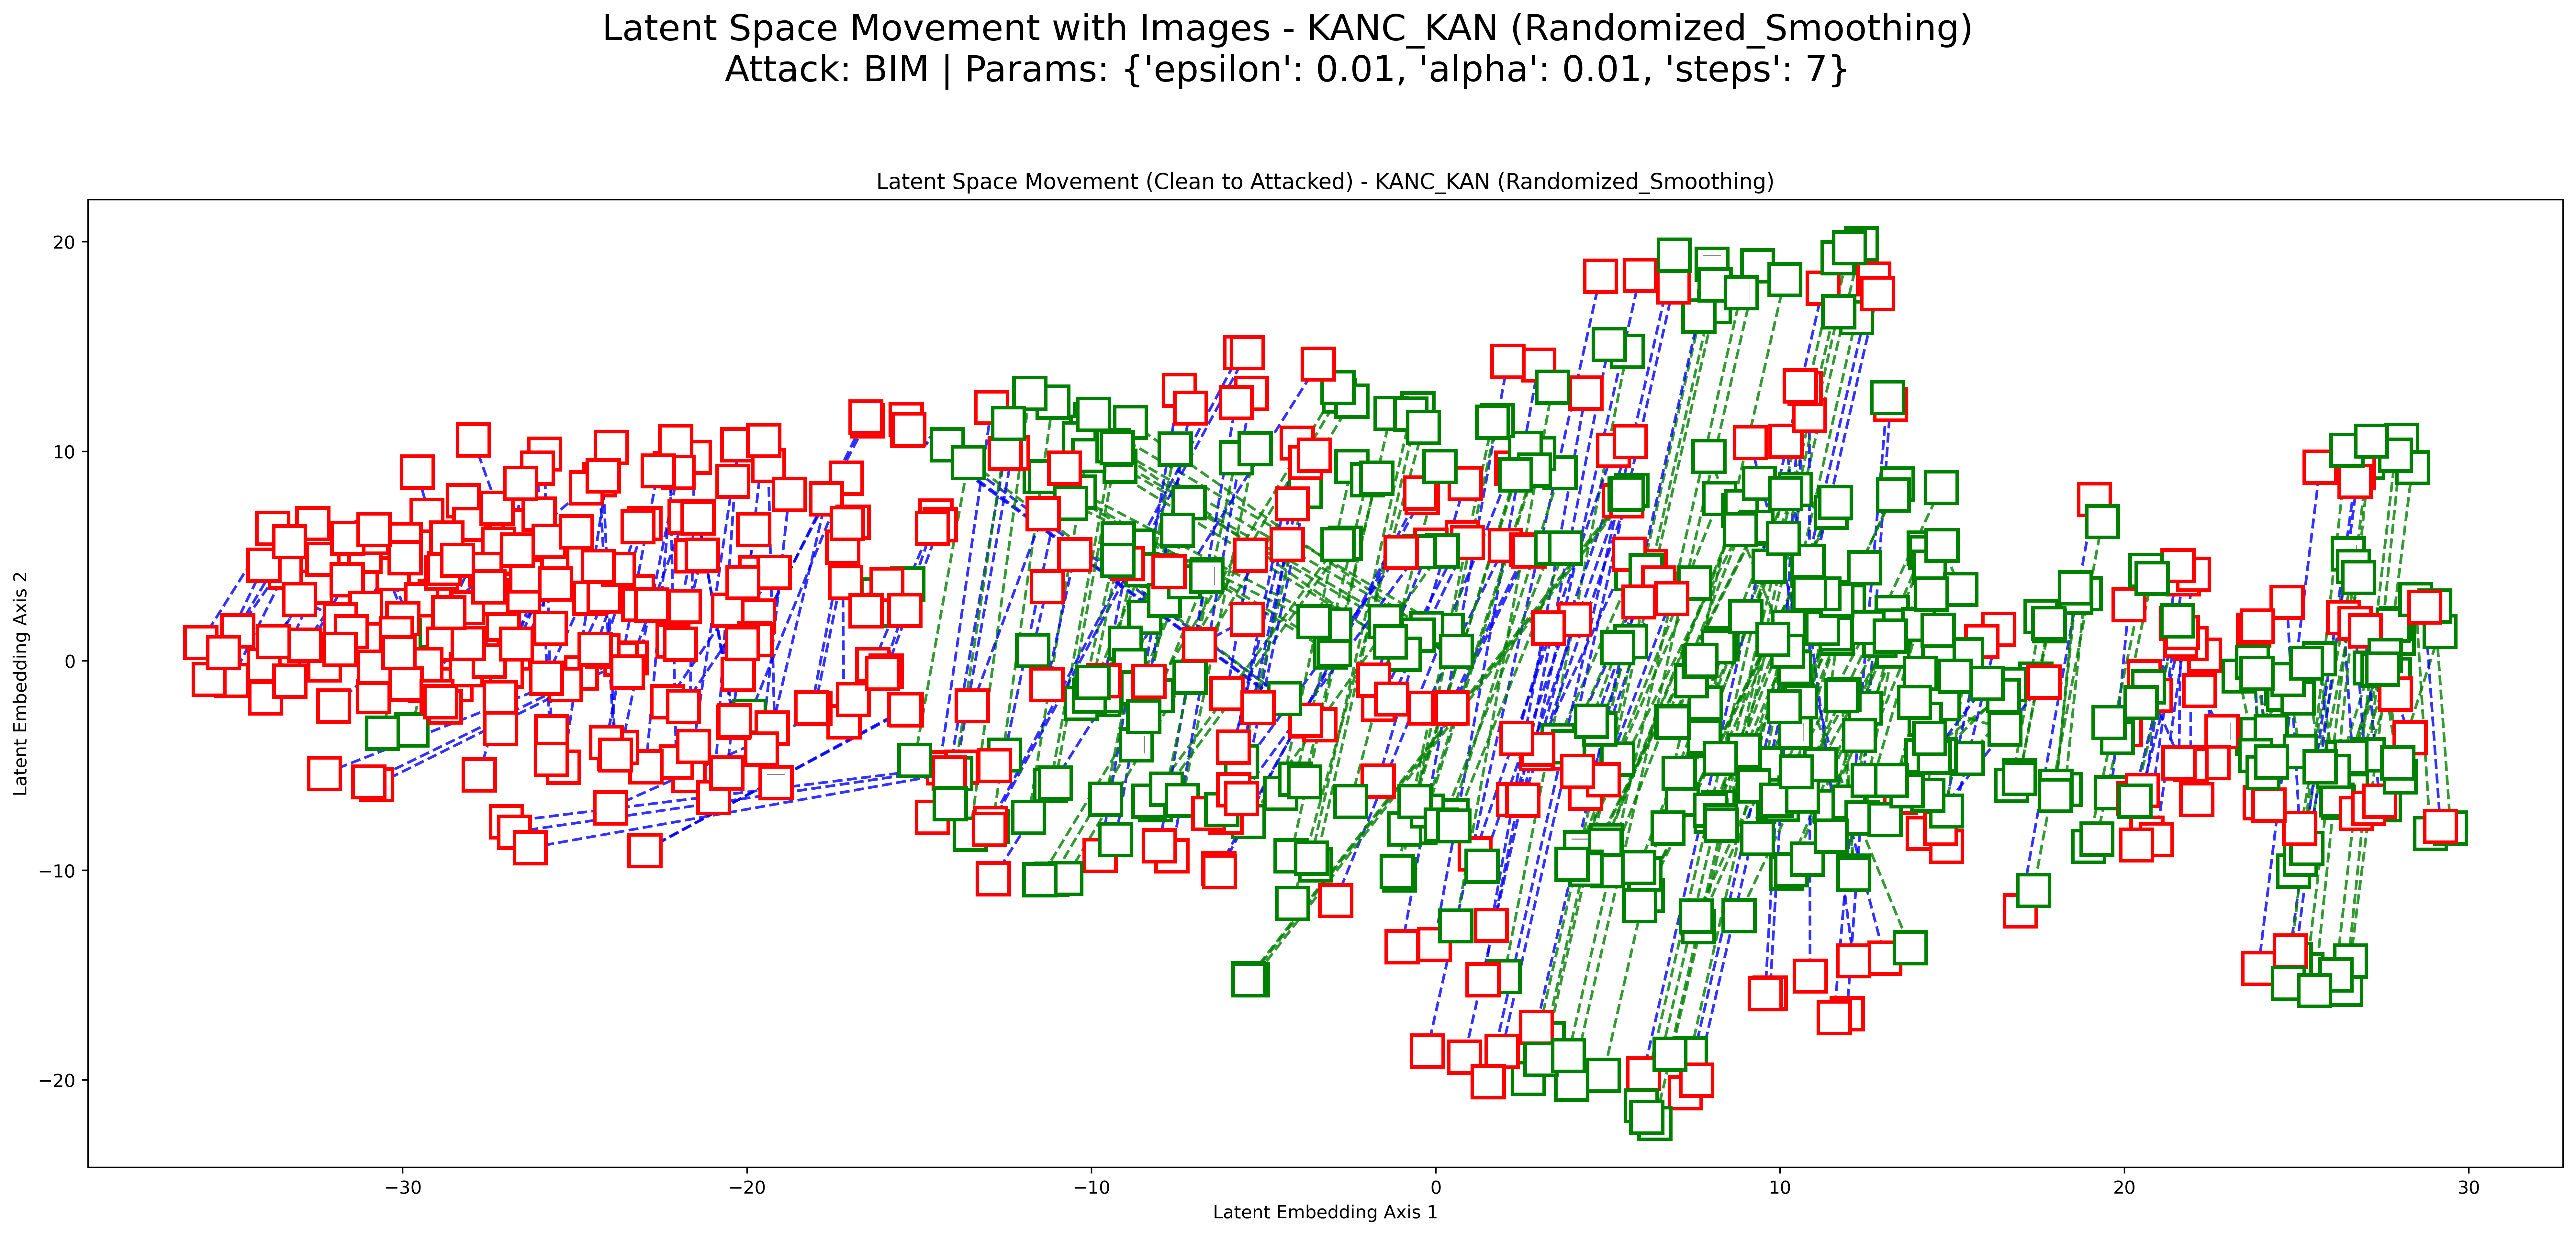 Latent Space Movement with Images - KANC_KAN (Randomized_Smoothing)
Attack: BIM | Params: {'epsilon': 0.01, 'alpha': 0.01, 'steps': 7}
Latent Space Movement (Clean to Attacked) - KANC_KAN (Randomized_Smoothing)
20
10
0
−10
−20
Latent Embedding Axis 2
−30
−20
−10
0
10
20
30
Latent Embedding Axis 1